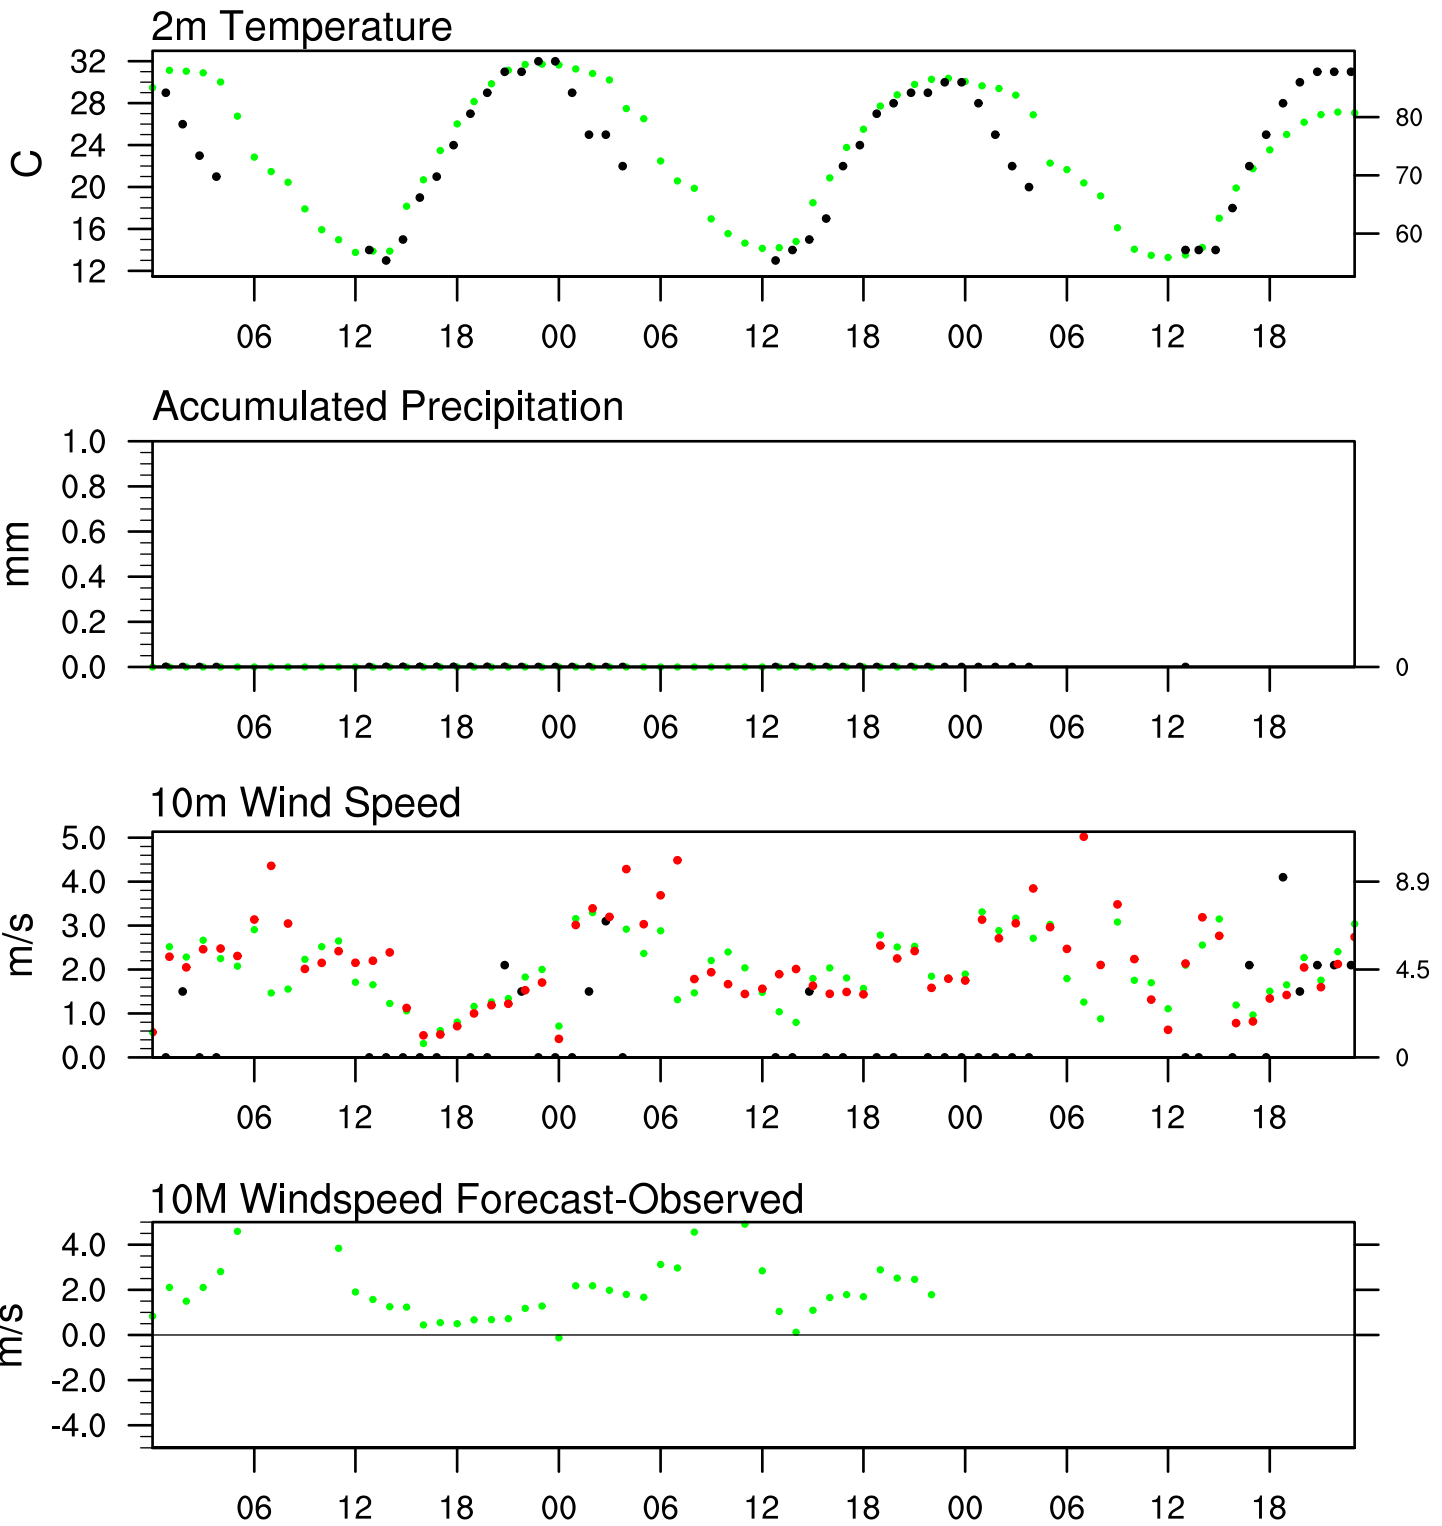 2m Temperature
32
28
24
20
16
12
C
80
70
60
06 12 18 00 06 12 18 00 06 12 18
Accumulated Precipitation
1.0
0.8
0.6
0.4
0.2
0.0
mm
0
06 12 18 00 06 12 18 00 06 12 18
10m Wind Speed
5.0
4.0
3.0
2.0
1.0
0.0
m/s
8.9
4.5
0
06 12 18 00 06 12 18 00 06 12 18
10M Windspeed Forecast-Observed
4.0
2.0
0.0
-2.0
-4.0
m/s
06 12 18 00 06 12 18 00 06 12 18